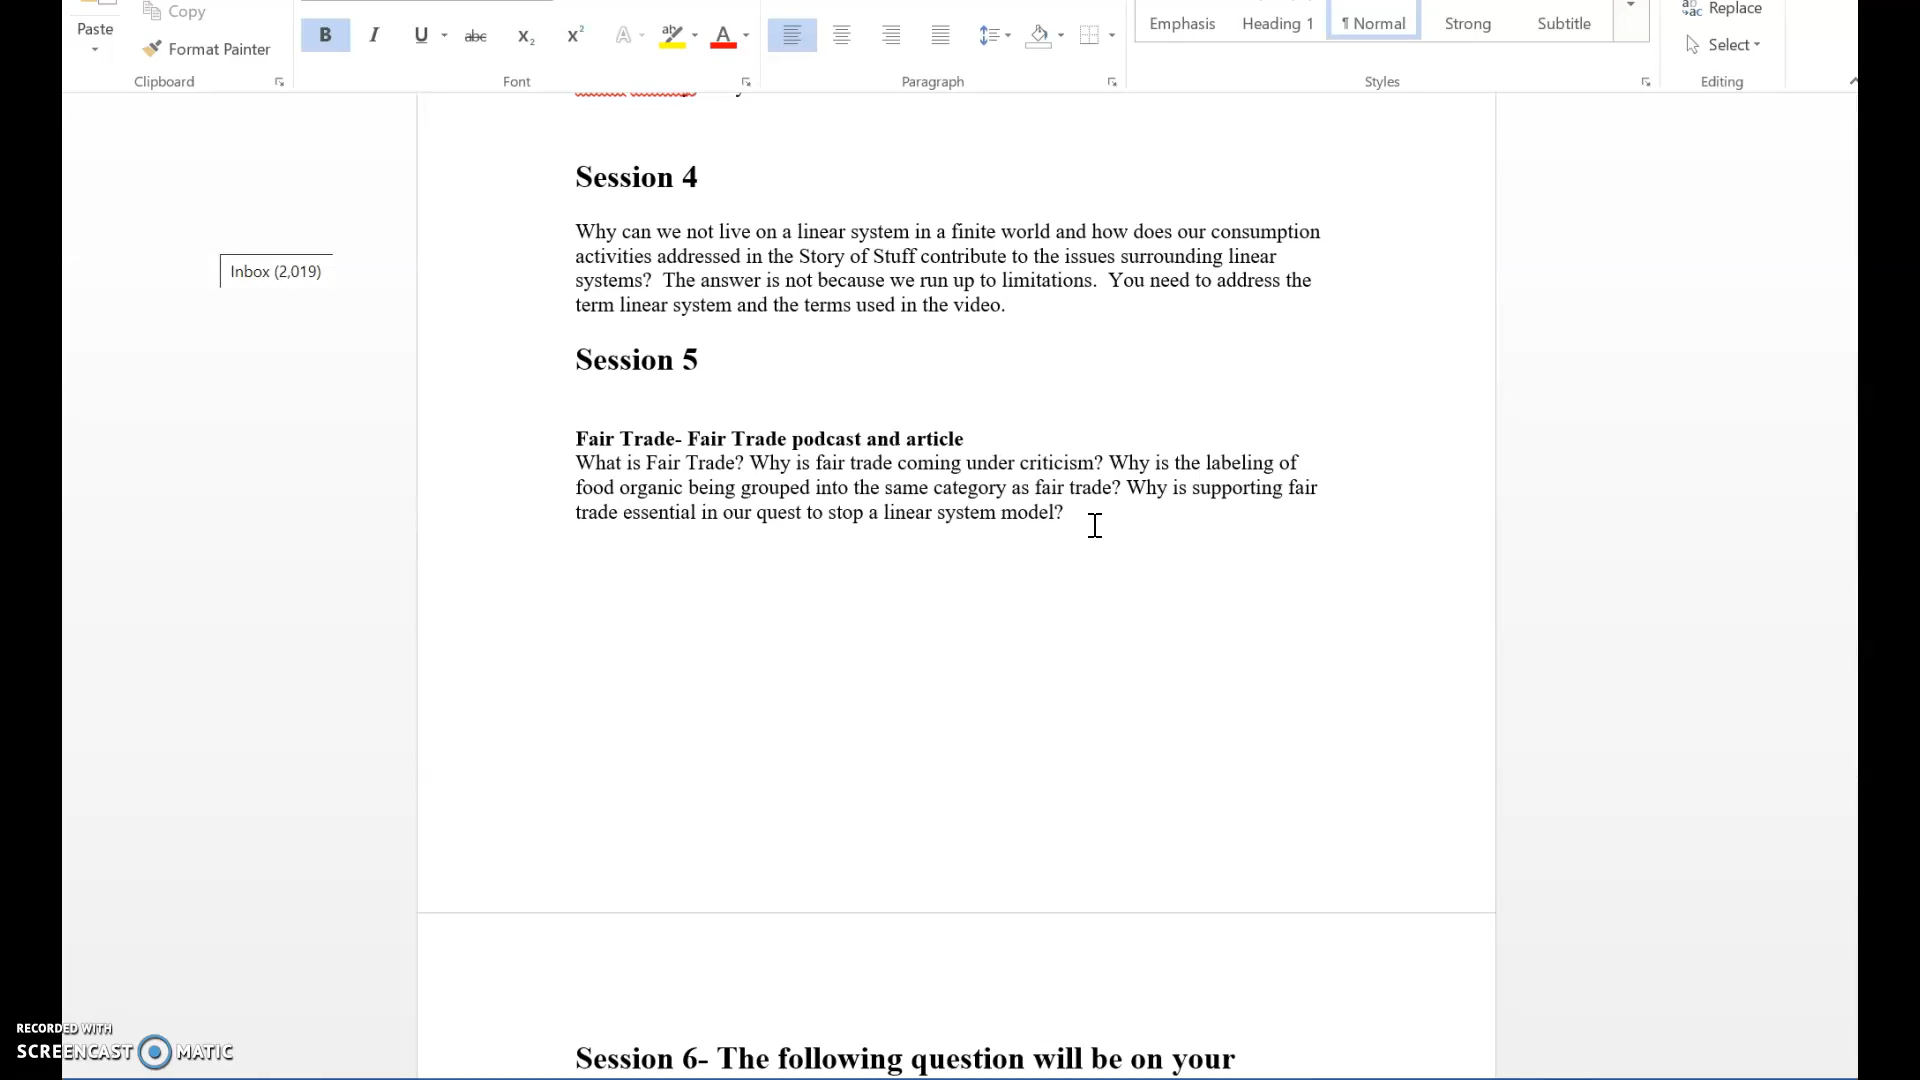 Copy
Replace
Paste
Emphasis
Heading 1
¶ Normal
Strong
Subtitle
Format Painter
B I U abc X₂ X² A aby A
Select
Clipboard
Font
Paragraph
Styles
Editing
Session 4
Why can we not live on a linear system in a finite world and how does our consumption
activities addressed in the Story of Stuff contribute to the issues surrounding linear
systems?  The answer is not because we run up to limitations.  You need to address the
term linear system and the terms used in the video.
Inbox (2,019)
Session 5
Fair Trade- Fair Trade podcast and article
What is Fair Trade? Why is fair trade coming under criticism? Why is the labeling of
food organic being grouped into the same category as fair trade? Why is supporting fair
trade essential in our quest to stop a linear system model?
Session 6- The following question will be on your
RECORDED WITH
SCREENCAST MATIC